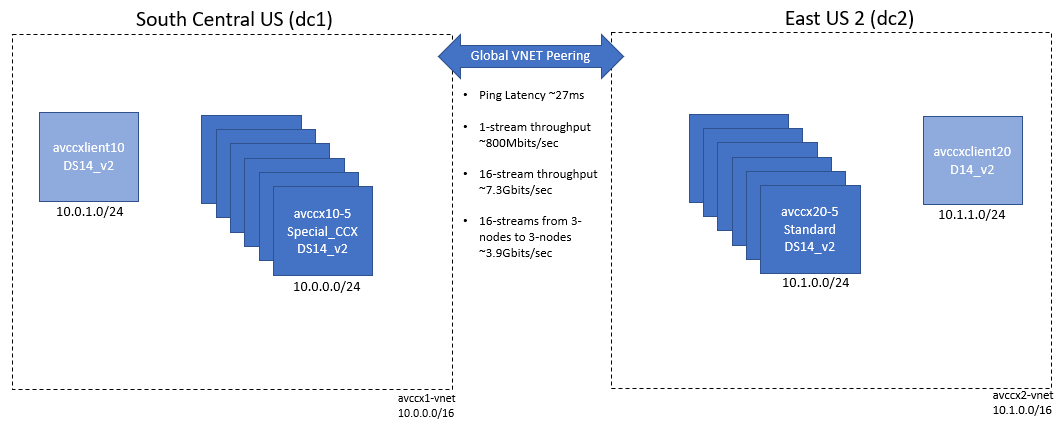 South Central US (dc1)
East US 2 (dc2)
Global VNET Peering
• Ping Latency ~27ms
• 1-stream throughput
~800Mbits/sec
• 16-stream throughput
~7.3Gbits/sec
• 16-streams from 3-
nodes to 3-nodes
~3.9Gbits/sec
avccxlient10
DS14_v2
10.0.1.0/24
avccx10-5
Special_CCX
DS14_v2
10.0.0.0/24
avccx20-5
Standard
DS14_v2
10.1.0.0/24
avccxclient20
D14_v2
10.1.1.0/24
avccx1-vnet
10.0.0.0/16
avccx2-vnet
10.1.0.0/16